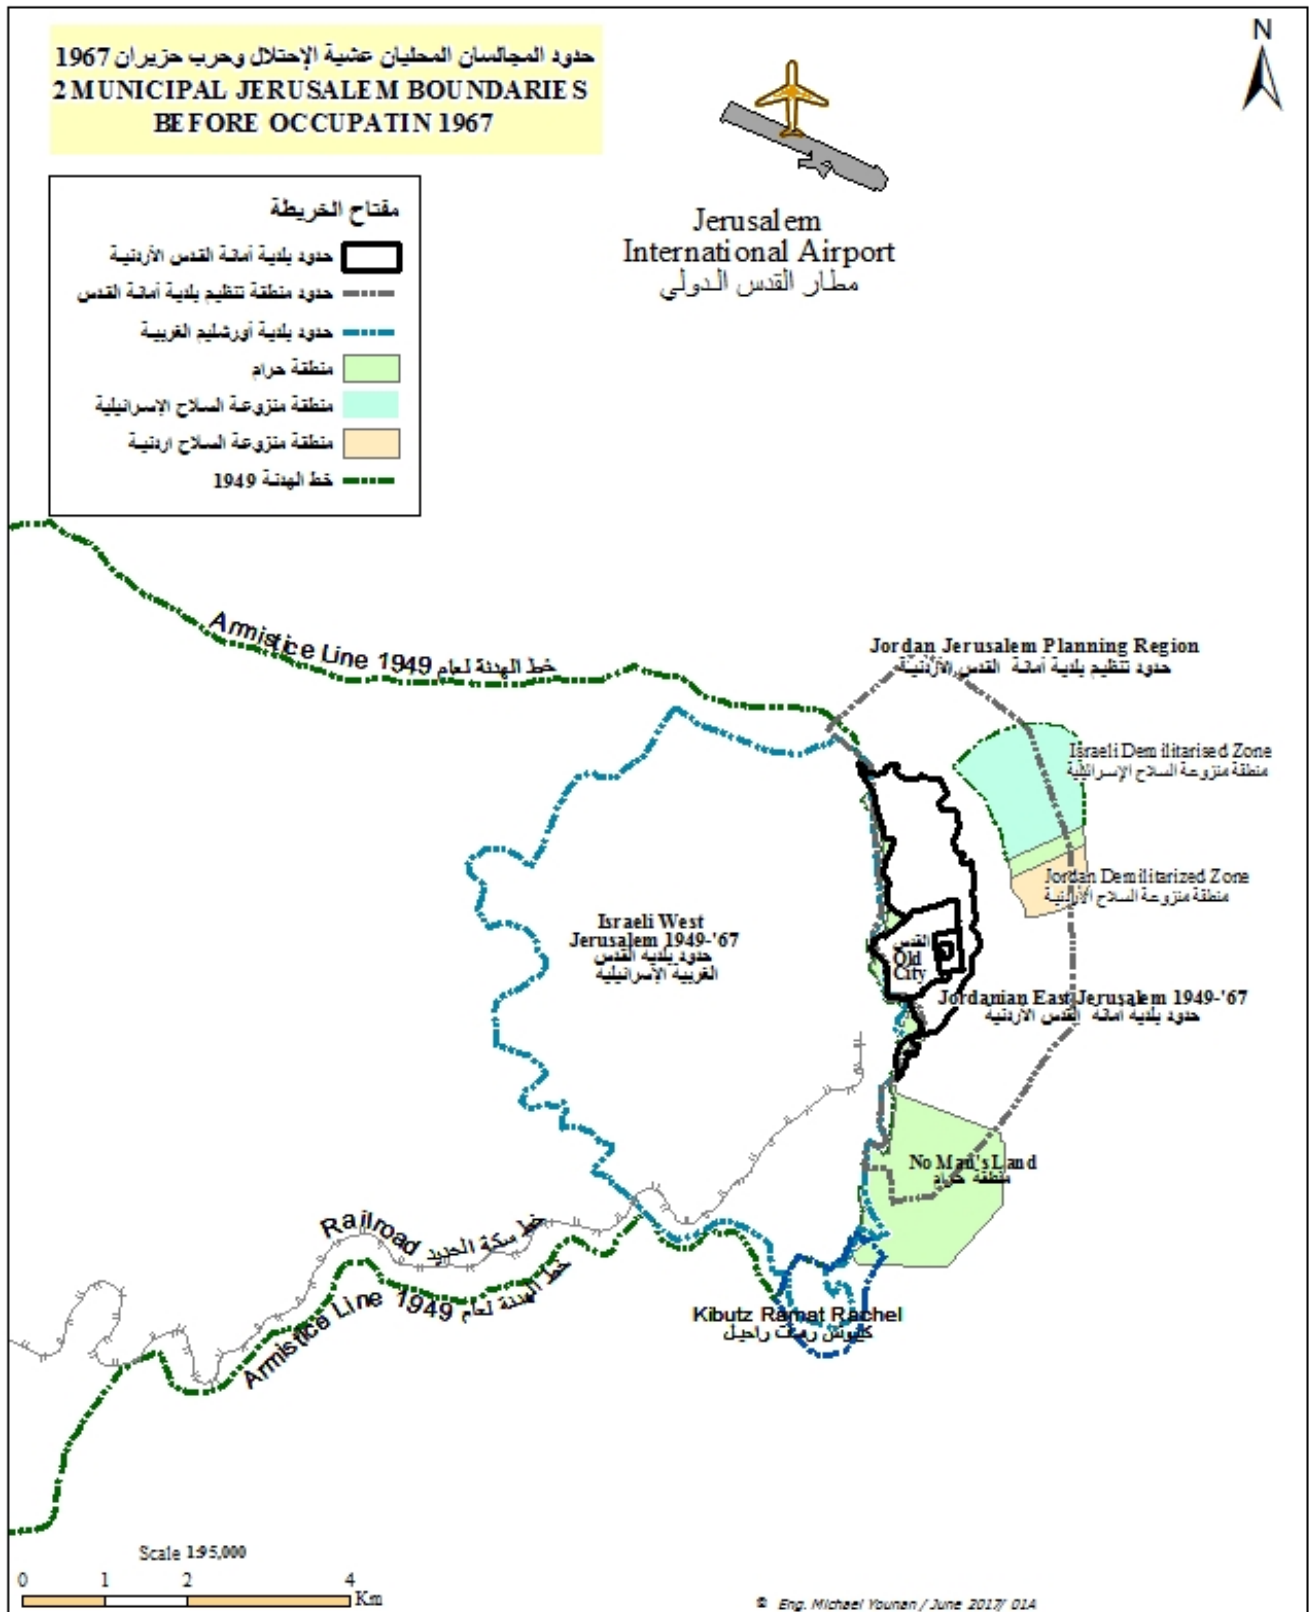 حدود المجالسان المحليان عشية الإحتلال وحرب حزيران 1967
2 MUNICIPAL JERUSALEM BOUNDARIES
BEFORE OCCUPATIN 1967
N
Jerusalem
International Airport
مطار القدس الدولي
مفتاح الخريطة
حدود بلدية أمانة القدس الأردنية
حدود منطقة تنظيم بلدية أمانة القدس
حدود بلدية أورشليم الغربية
منطقة حرام
منطقة منزوعة السلاح الإسرائيلية
منطقة منزوعة السلاح اردنية
خط الهدنة 1949
Armistice Line 1949 خط الهدنة لعام
Jordan Jerusalem Planning Region
حدود تنظيم بلدية أمانة القدس الأردنية
Israeli Demilitarised Zone
منطقة منزوعة السلاح الإسرائيلية
Jordan Demilitarized Zone
منطقة منزوعة السلاح الأردنية
Israeli West
Jerusalem 1949-'67
حدود بلدية القدس
الغربية الاسرائيلية
القدس
Old
City
Jordanian East Jerusalem 1949-'67
حدود بلدية أمانة القدس الأردنية
No Man's Land
منطقة حرام
Railroad خط سكة الحديد
Armistice Line 1949 خط الهدنة لعام
Kibutz Ramat Rachel
كيبوتس رمات راحيل
Scale 1:95,000
0 1 2 4
Km
© Eng. Michael Younan / June 2017/ 01A